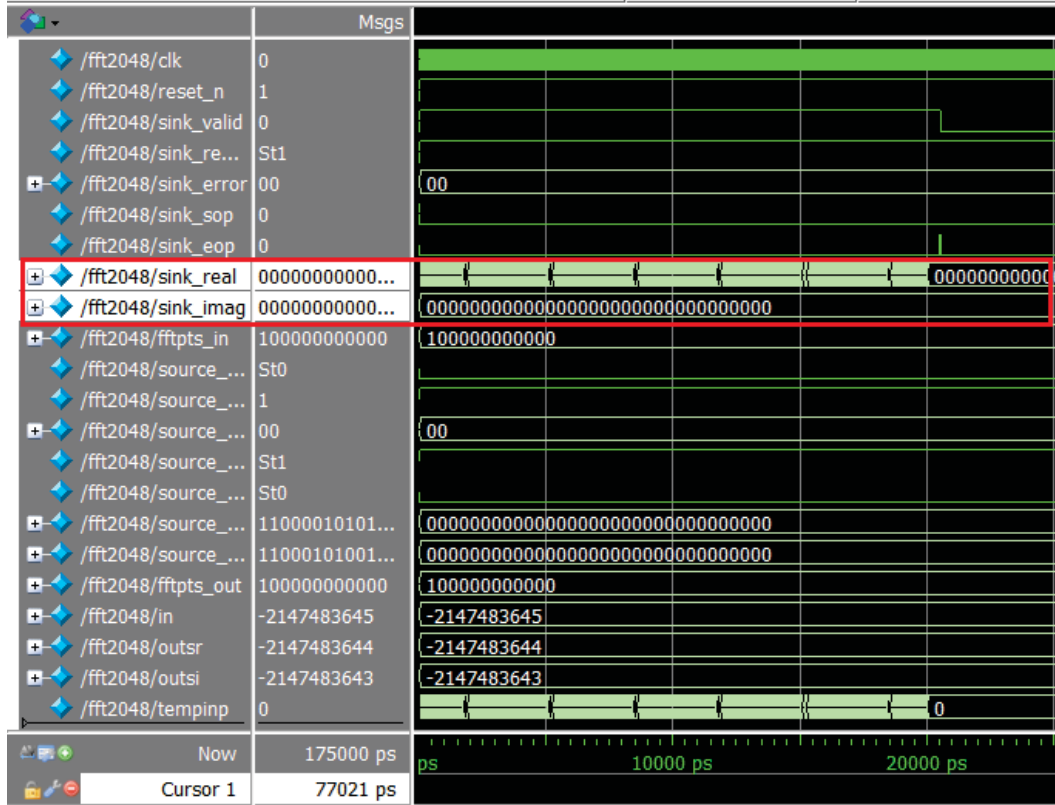 Msgs
/fft2048/clk 0
/fft2048/reset_n 1
/fft2048/sink_valid 0
/fft2048/sink_re... St1
/fft2048/sink_error 00 00
/fft2048/sink_sop 0
/fft2048/sink_eop 0
/fft2048/sink_real 00000000000... 00000000000
/fft2048/sink_imag 00000000000... 00000000000000000000000000000000
/fft2048/fftpts_in 100000000000 100000000000
/fft2048/source_... St0
/fft2048/source_... 1
/fft2048/source_... 00 00
/fft2048/source_... St1
/fft2048/source_... St0
/fft2048/source_... 11000010101... 00000000000000000000000000000000
/fft2048/source_... 11000101001... 00000000000000000000000000000000
/fft2048/fftpts_out 100000000000 100000000000
/fft2048/in -2147483645 -2147483645
/fft2048/outsr -2147483644 -2147483644
/fft2048/outsi -2147483643 -2147483643
/fft2048/tempinp 0 0
Now 175000 ps ps 10000 ps 20000 ps
Cursor 1 77021 ps